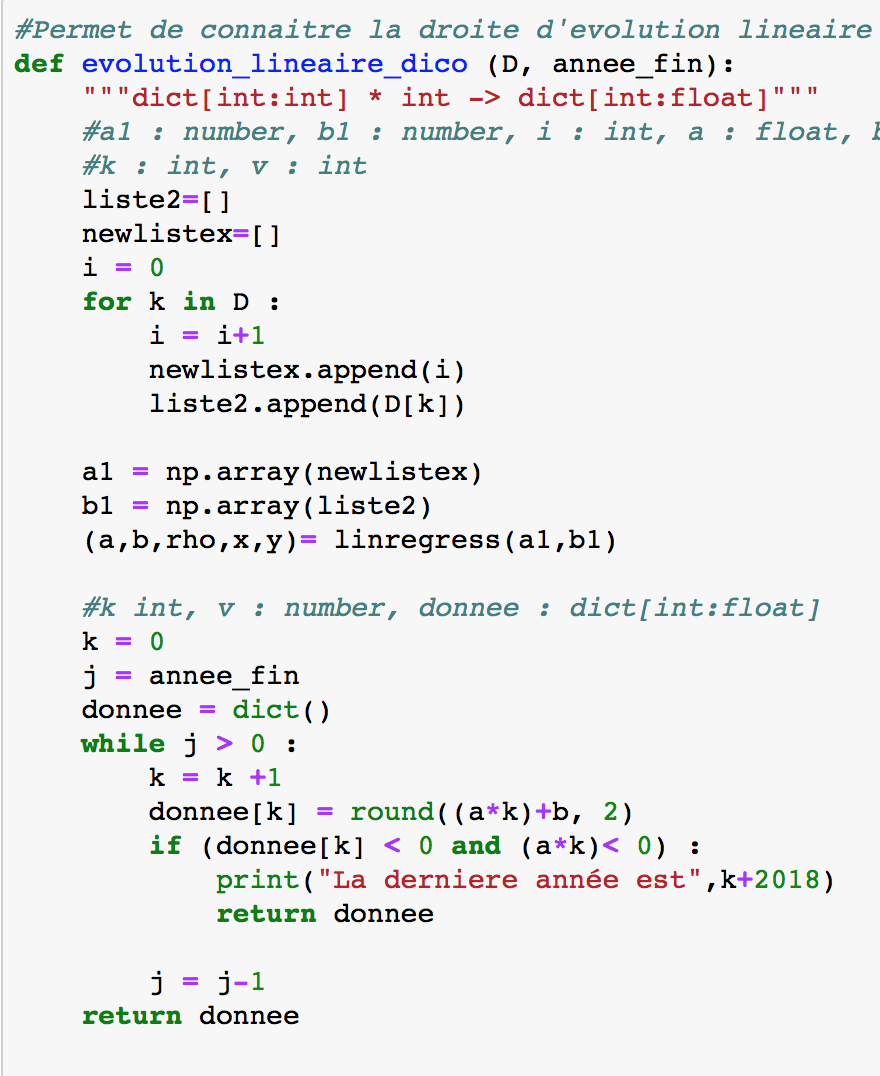 #Permet de connaitre la droite d'evolution lineaire
def evolution_lineaire_dico (D, annee_fin):
    """dict[int:int] * int -> dict[int:float]"""
    #a1 : number, b1 : number, i : int, a : float,
    #k : int, v : int
    liste2=[]
    newlistex=[]
    i = 0
    for k in D :
        i = i+1
        newlistex.append(i)
        liste2.append(D[k])
    a1 = np.array(newlistex)
    b1 = np.array(liste2)
    (a,b,rho,x,y)= linregress(a1,b1)
    #k int, v : number, donnee : dict[int:float]
    k = 0
    j = annee_fin
    donnee = dict()
    while j > 0 :
        k = k +1
        donnee[k] = round((a*k)+b, 2)
        if (donnee[k] < 0 and (a*k)< 0) :
            print("La derniere année est",k+2018)
            return donnee
        j = j-1
    return donnee